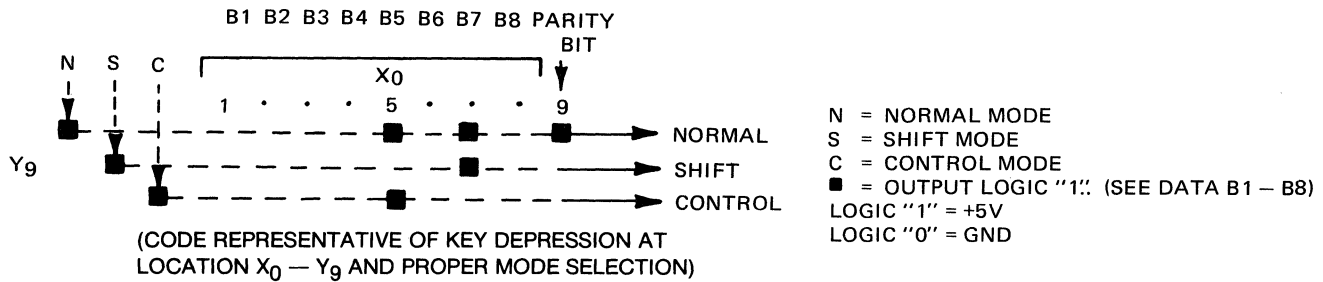 B1 B2 B3 B4 B5 B6 B7 B8 PARITY
BIT
N S C
X0
1 · · · 5 · · · 9
NORMAL
Y9
SHIFT
CONTROL
(CODE REPRESENTATIVE OF KEY DEPRESSION AT
LOCATION X0 — Y9 AND PROPER MODE SELECTION)
N = NORMAL MODE
S = SHIFT MODE
C = CONTROL MODE
■ = OUTPUT LOGIC "1". (SEE DATA B1 – B8)
LOGIC "1" = +5V
LOGIC "0" = GND